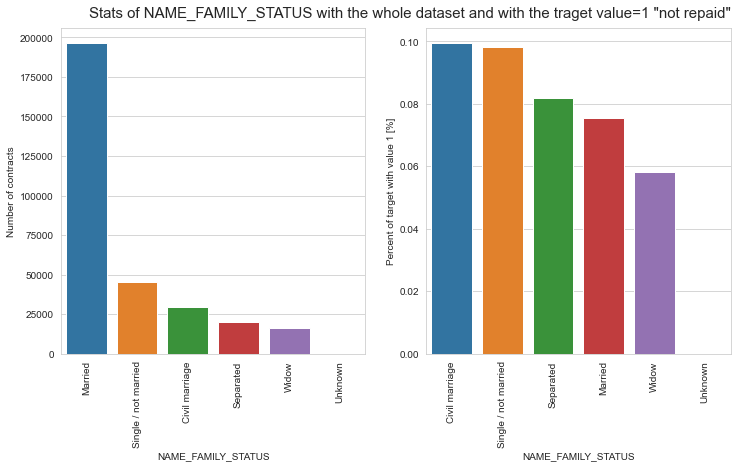 Stats of NAME_FAMILY_STATUS with the whole dataset and with the traget value=1 "not repaid"
Number of contracts
200000
175000
150000
125000
100000
75000
50000
25000
0
Married
Single / not married
Civil marriage
Separated
Widow
Unknown
NAME_FAMILY_STATUS
Percent of target with value 1 [%]
0.10
0.08
0.06
0.04
0.02
0.00
Civil marriage
Single / not married
Separated
Married
Widow
Unknown
NAME_FAMILY_STATUS